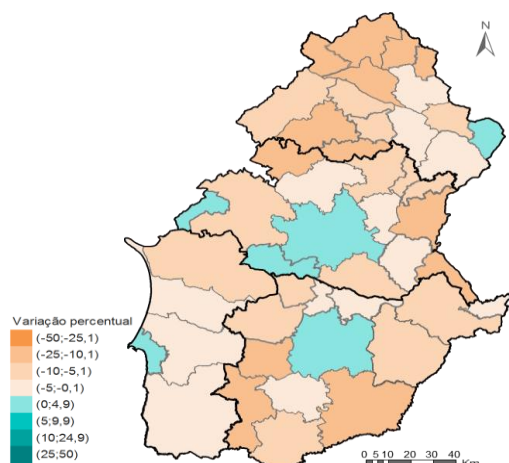 N
Variação percentual
(-50;-25,1)
(-25;-10,1)
(-10;-5,1)
(-5;-0,1)
(0;4,9)
(5;9,9)
(10;24,9)
(25;50)
0 5 10 20 30 40
Km